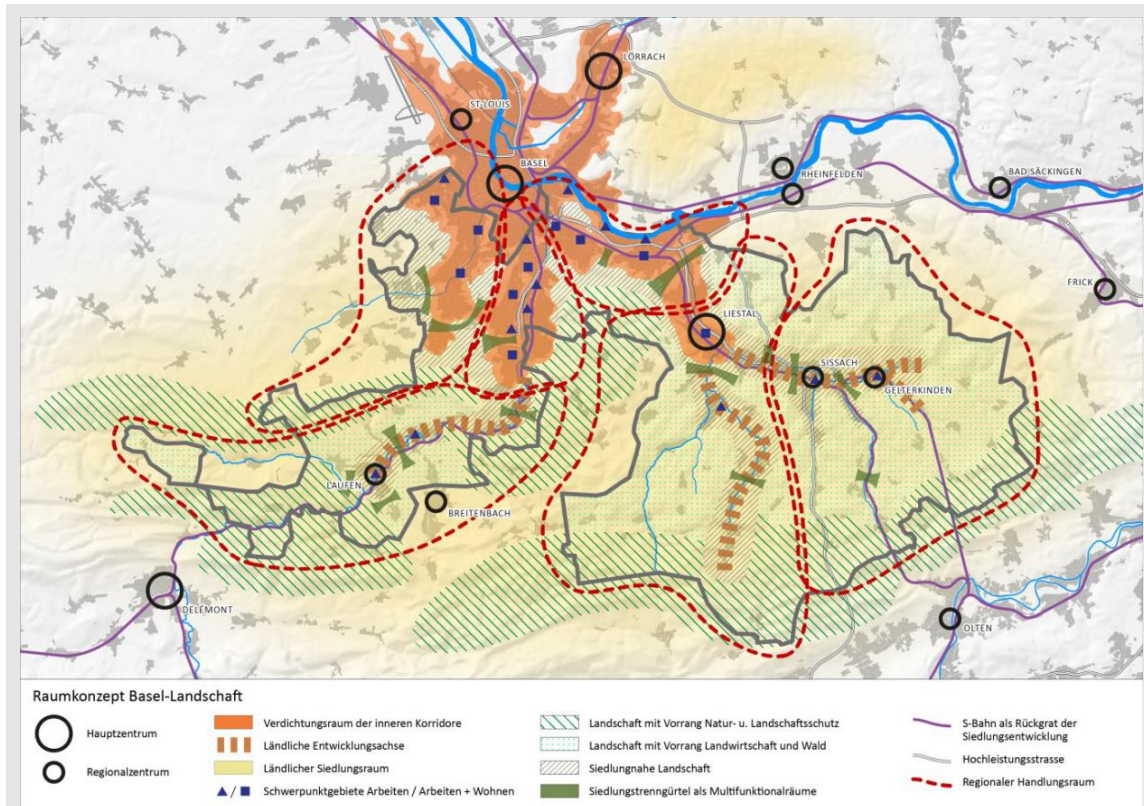 LÖRRACH
ST-LOUIS
BASEL
RHEINFELDEN
BAD SÄCKINGEN
FRICK
LIESTAL
SISSACH
GELTERKINDEN
LAUFEN
BREITENBACH
DELEMONT
OLTEN
Raumkonzept Basel-Landschaft
Hauptzentrum
Regionalzentrum
Verdichtungsraum der inneren Korridore
Ländliche Entwicklungsachse
Ländlicher Siedlungsraum
/ Schwerpunktgebiete Arbeiten / Arbeiten + Wohnen
Landschaft mit Vorrang Natur- u. Landschaftsschutz
Landschaft mit Vorrang Landwirtschaft und Wald
Siedlungsnahe Landschaft
Siedlungstrenngürtel als Multifunktionalräume
S-Bahn als Rückgrat der
Siedlungsentwicklung
Hochleistungsstrasse
Regionaler Handlungsraum